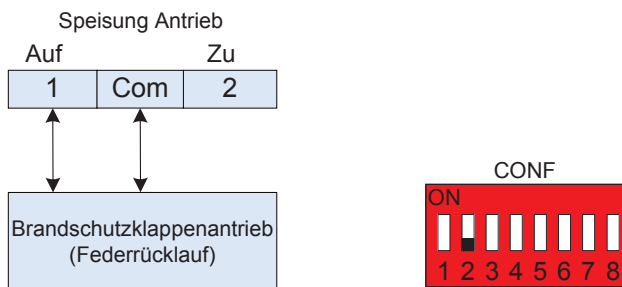 Speisung Antrieb
Auf Zu
1 Com 2
Brandschutzklappenantrieb
(Federrücklauf)
CONF
ON
1 2 3 4 5 6 7 8